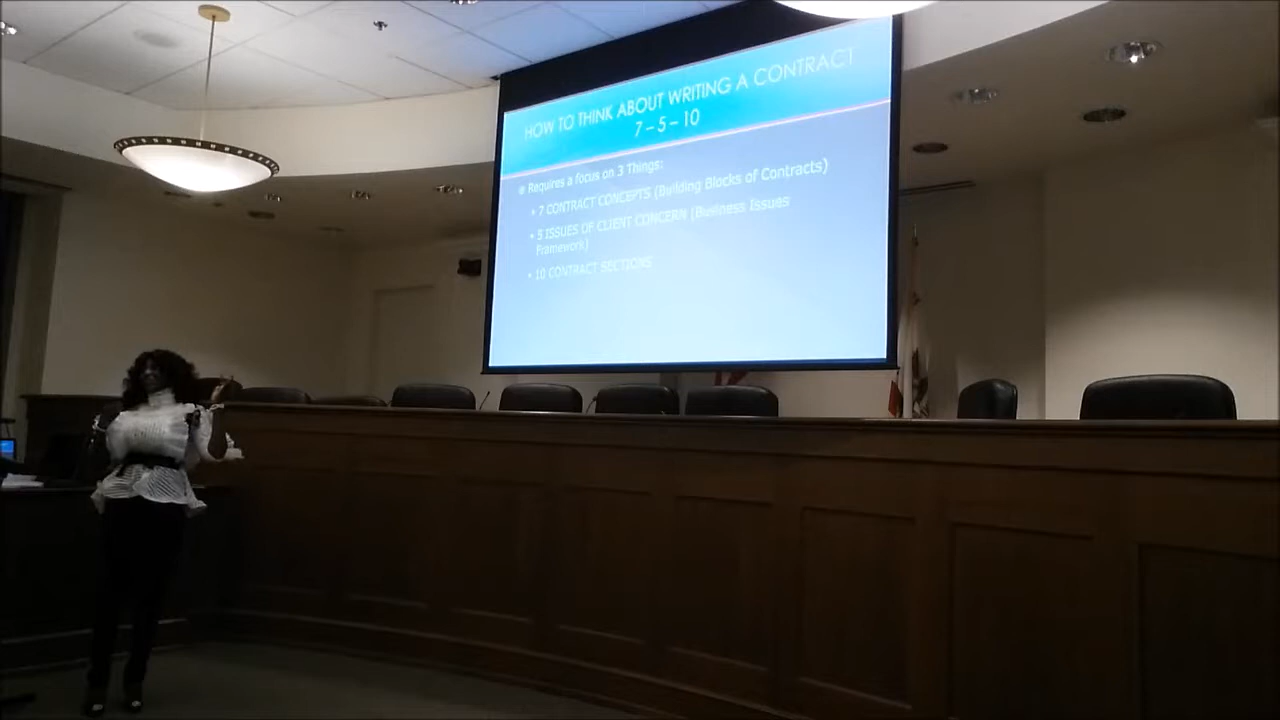 HOW TO THINK ABOUT WRITING A CONTRACT
7 – 5 – 10
Requires a focus on 3 Things:
• 7 CONTRACT CONCEPTS (Building Blocks of Contracts)
• 5 ISSUES OF CLIENT CONCERN (Business Issues
Framework)
• 10 CONTRACT SECTIONS